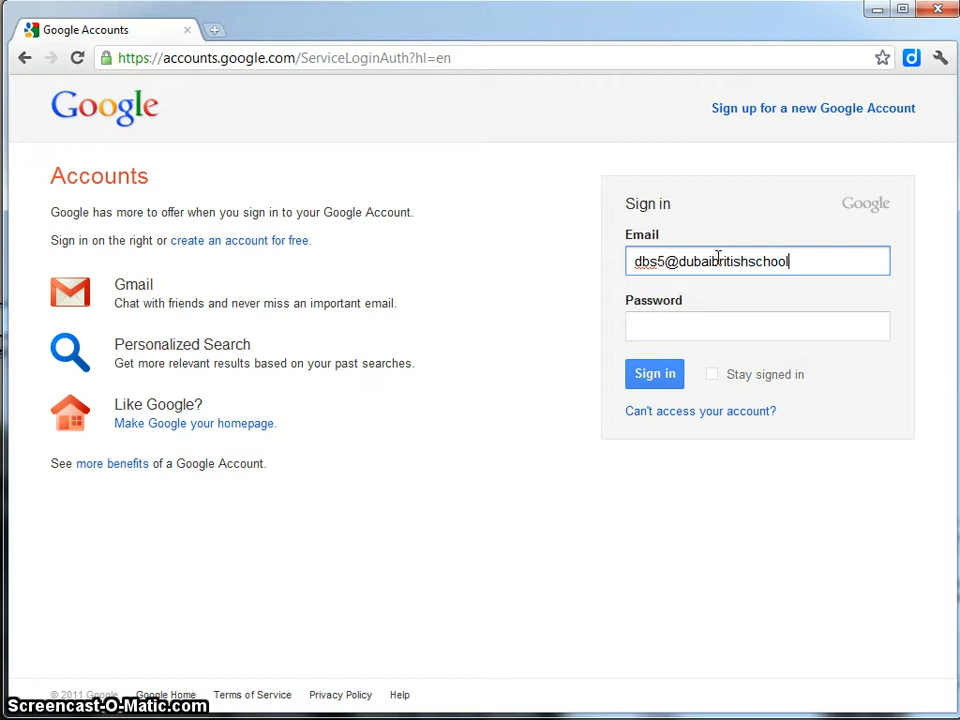 Google Accounts
https://accounts.google.com/ServiceLoginAuth?hl=en
Google
Sign up for a new Google Account
Accounts
Google has more to offer when you sign in to your Google Account.
Sign in on the right or create an account for free.
Gmail
Chat with friends and never miss an important email.
Personalized Search
Get more relevant results based on your past searches.
Like Google?
Make Google your homepage.
See more benefits of a Google Account.
Sign in Google
Email
dbs5@dubaibritishschool
Password
Sign in Stay signed in
Can't access your account?
© 2011 Google Google Home Terms of Service Privacy Policy Help
Screencast-O-Matic.com